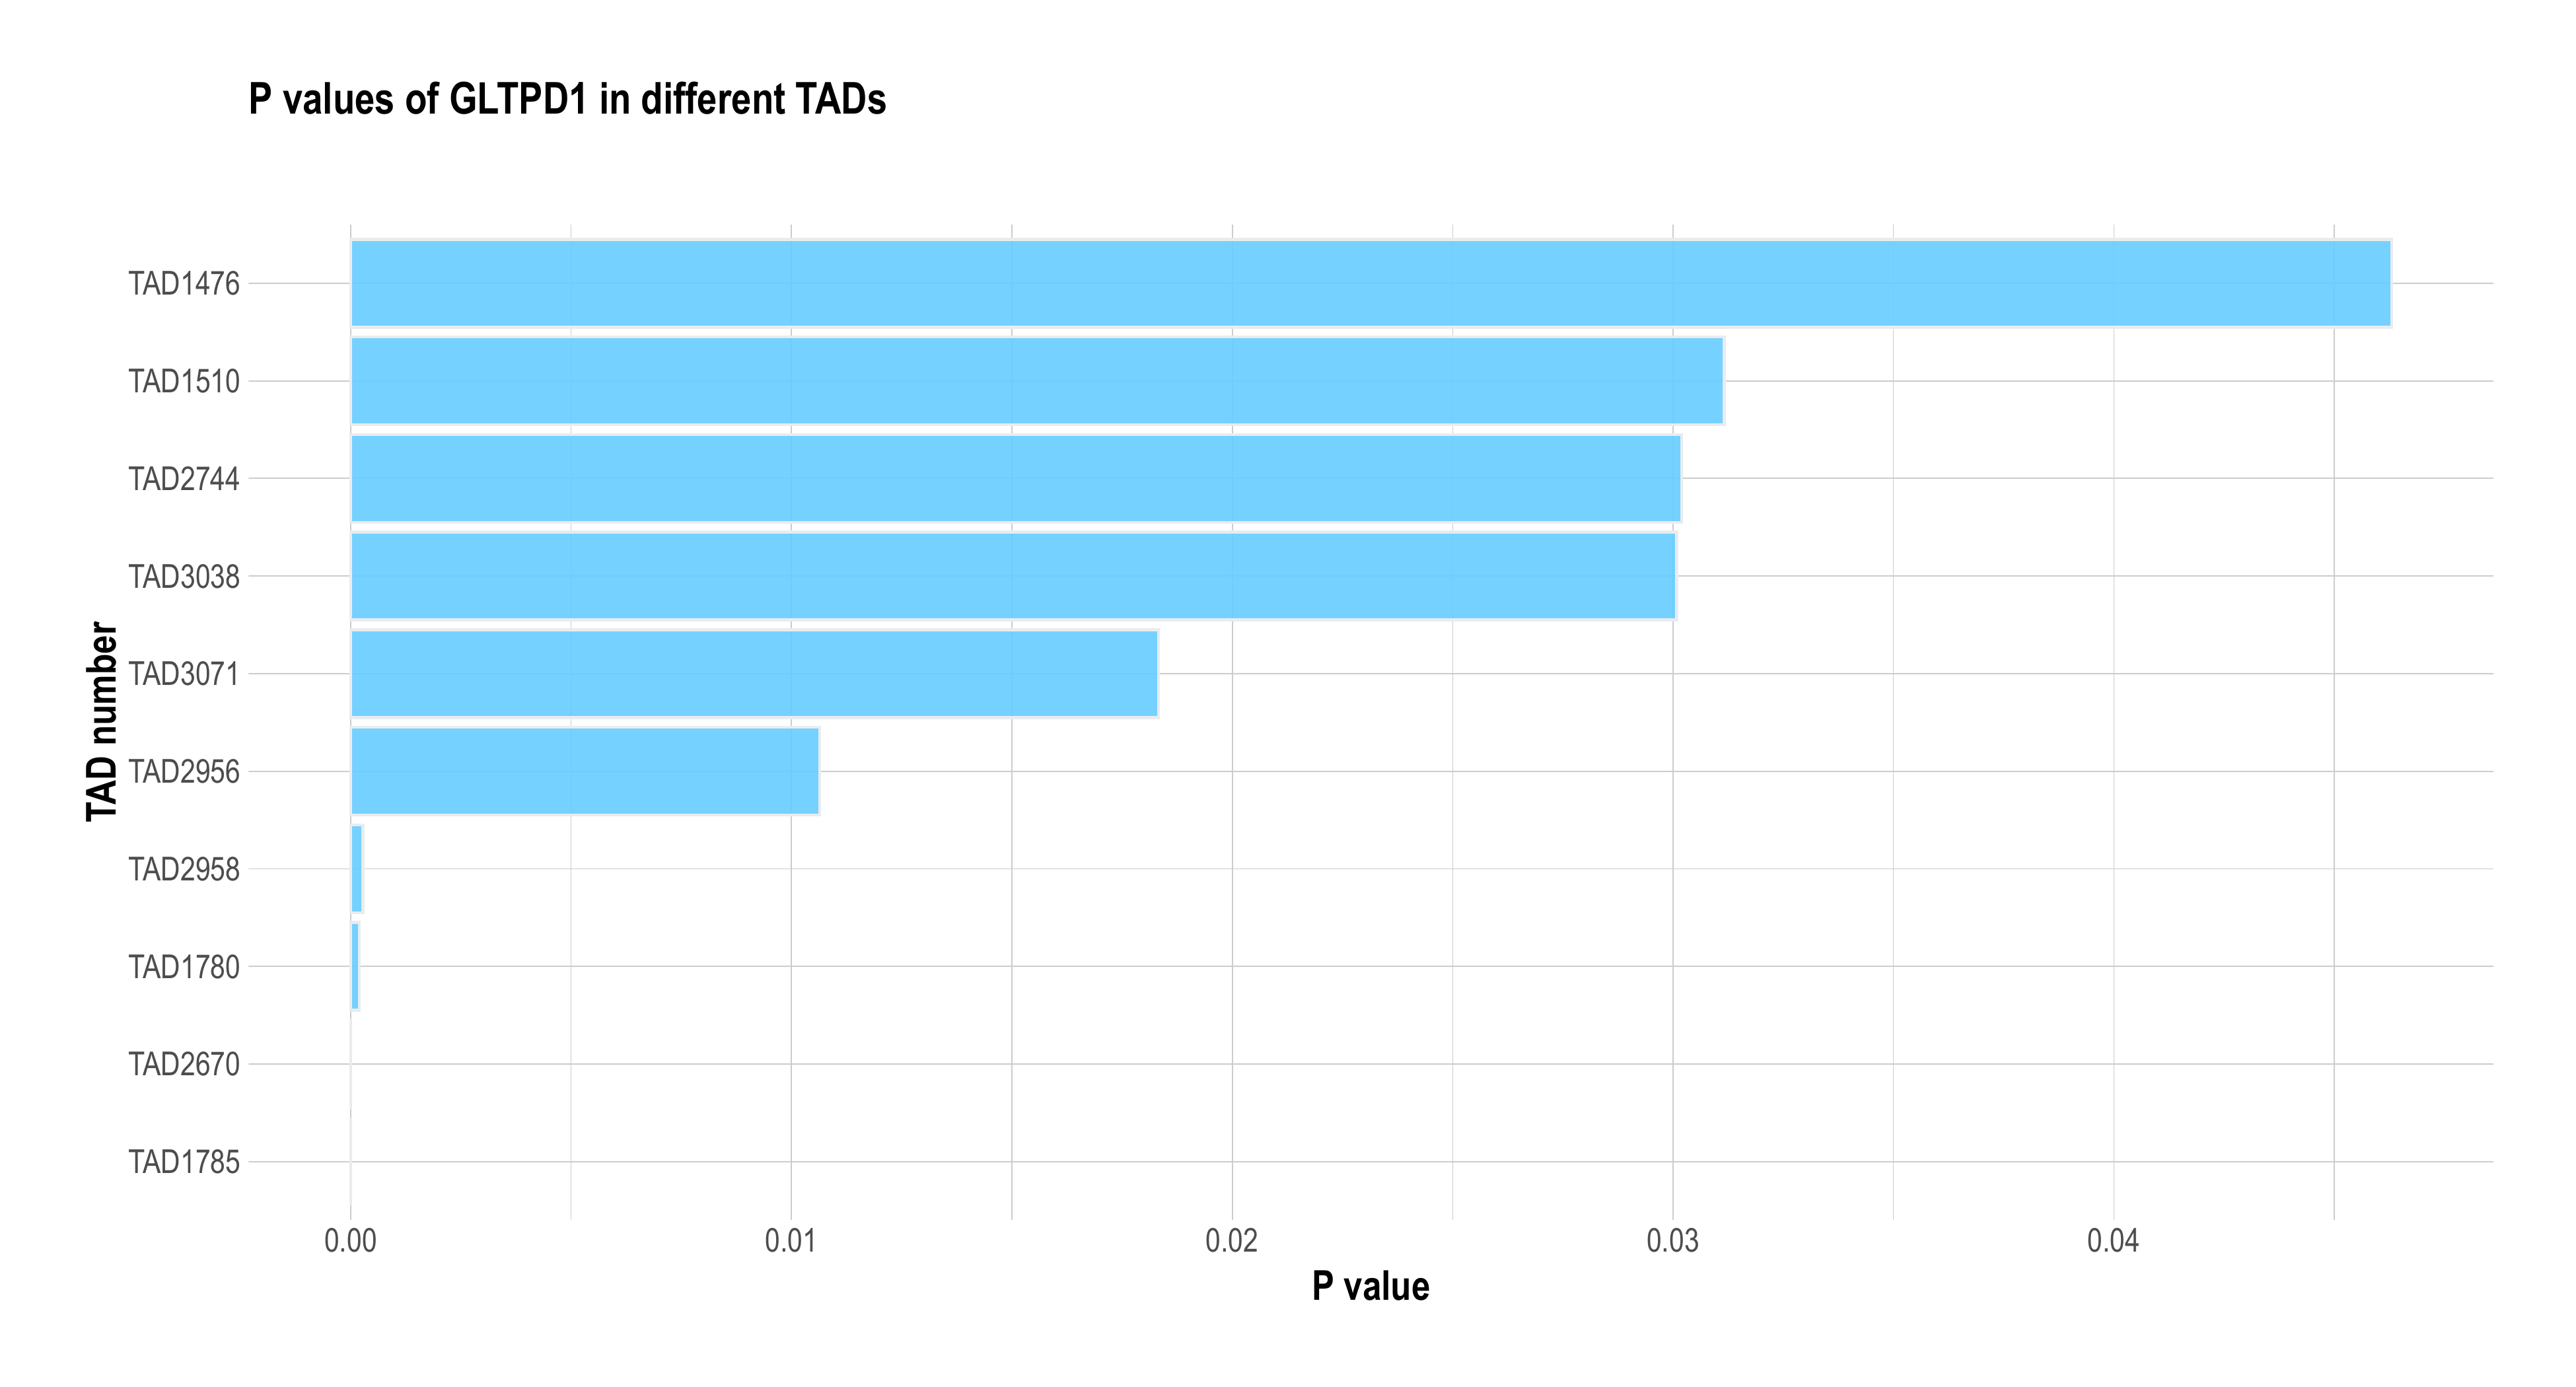 P values of GLTPD1 in different TADs
TAD number
TAD1476
TAD1510
TAD2744
TAD3038
TAD3071
TAD2956
TAD2958
TAD1780
TAD2670
TAD1785
0.00 0.01 0.02 0.03 0.04
P value